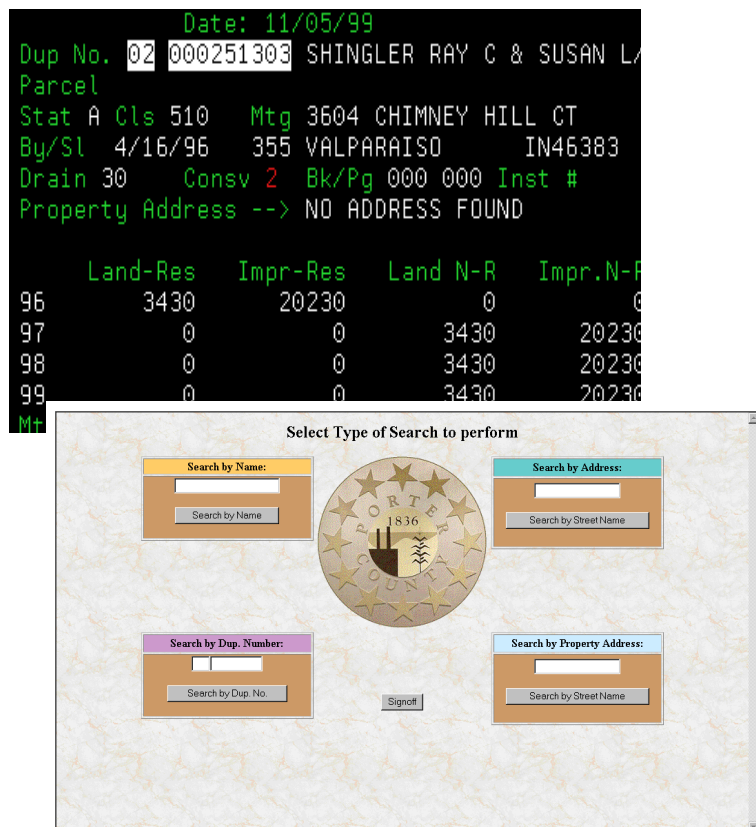 Date: 11/05/99
Dup No. 02 000251303 SHINGLER RAY C & SUSAN L/
Parcel
Stat A Cls 510 Mtg 3604 CHIMNEY HILL CT
By/Sl 4/16/96 355 VALPARAISO IN46383
Drain 30 Consv 2 Bk/Pg 000 000 Inst #
Property Address --> NO ADDRESS FOUND
Land-Res Impr-Res Land N-R Impr.N-R
96 3430 20230 0 0
97 0 0 3430 20230
98 0 0 3430 20230
99 0 0 3430 20230
Mt
Select Type of Search to perform
Search by Name:
Search by Name
Search by Address:
Search by Street Name
PORTER
1836
COUNTY
Search by Dup. Number:
Search by Dup. No.
Search by Property Address:
Search by Street Name
Signoff